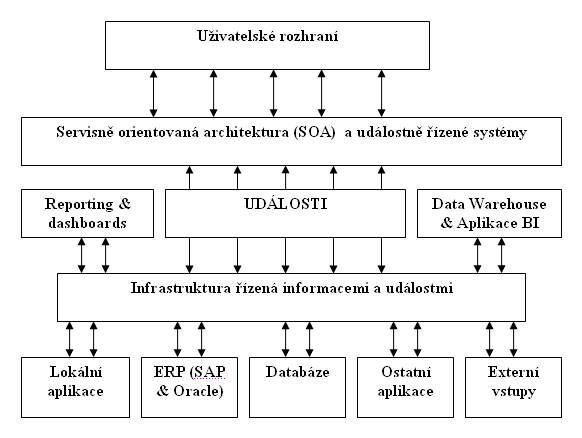 Uživatelské rozhraní
Servisně orientovaná architektura (SOA) a událostně řízené systémy
Reporting &
dashboards
UDÁLOSTI
Data Warehouse
& Aplikace BI
Infrastruktura řízená informacemi a událostmi
Lokální
aplikace
ERP (SAP
& Oracle)
Databáze
Ostatní
aplikace
Externí
vstupy